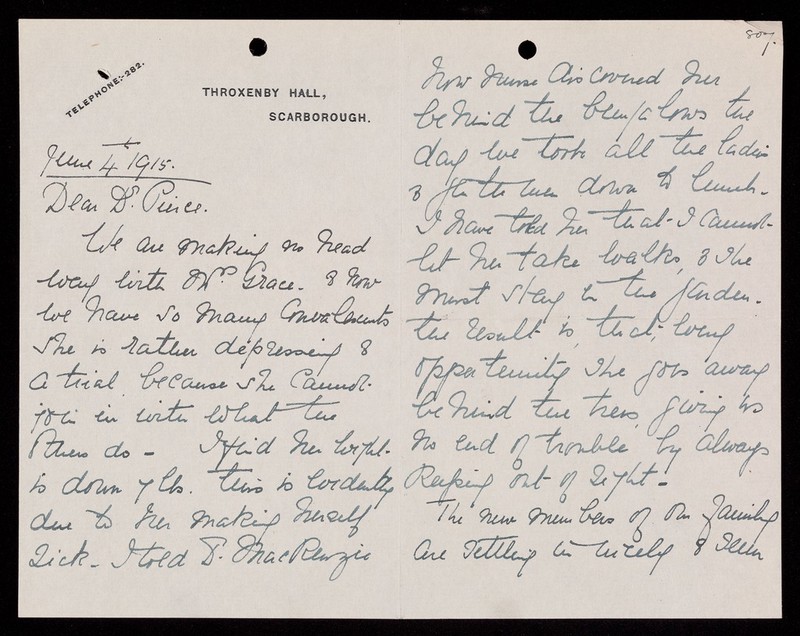 TELEPHONE:-282.
THROXENBY HALL,
SCARBOROUGH.
June 4th 1915.
Dear Dr. Pierce.
We are making no head
way with Mrs. Grace. & now
we have so many Convalescents
she is rather depressing &
a trial because she cannot
join in with what the
others do - I find her weight
is down 7 lbs. this is evidently
due to her making herself
sick - I told Dr. MacKenzie
807.
how nurse discovered her
behind the bungalows the
day we took all the ladies
& gentlemen down to lunch.
I have told her that I cannot
let her take walks, & she
must stay in the garden.
the result is, that, every
opportunity she goes away
behind the trees, giving us
no end of trouble by always
keeping out of sight -
The new members of our family
are settling in nicely & seem